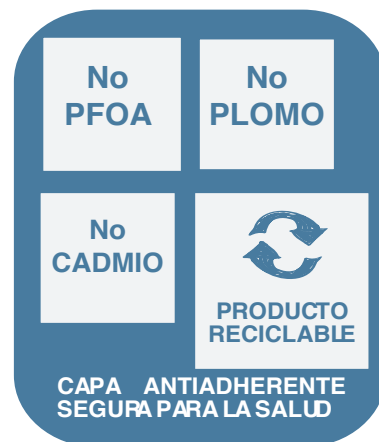 No
PFOA
No
PLOMO
No
CADMIO
PRODUCTO
RECICLABLE
CAPA ANTIADHERENTE
SEGURA PARA LA SALUD